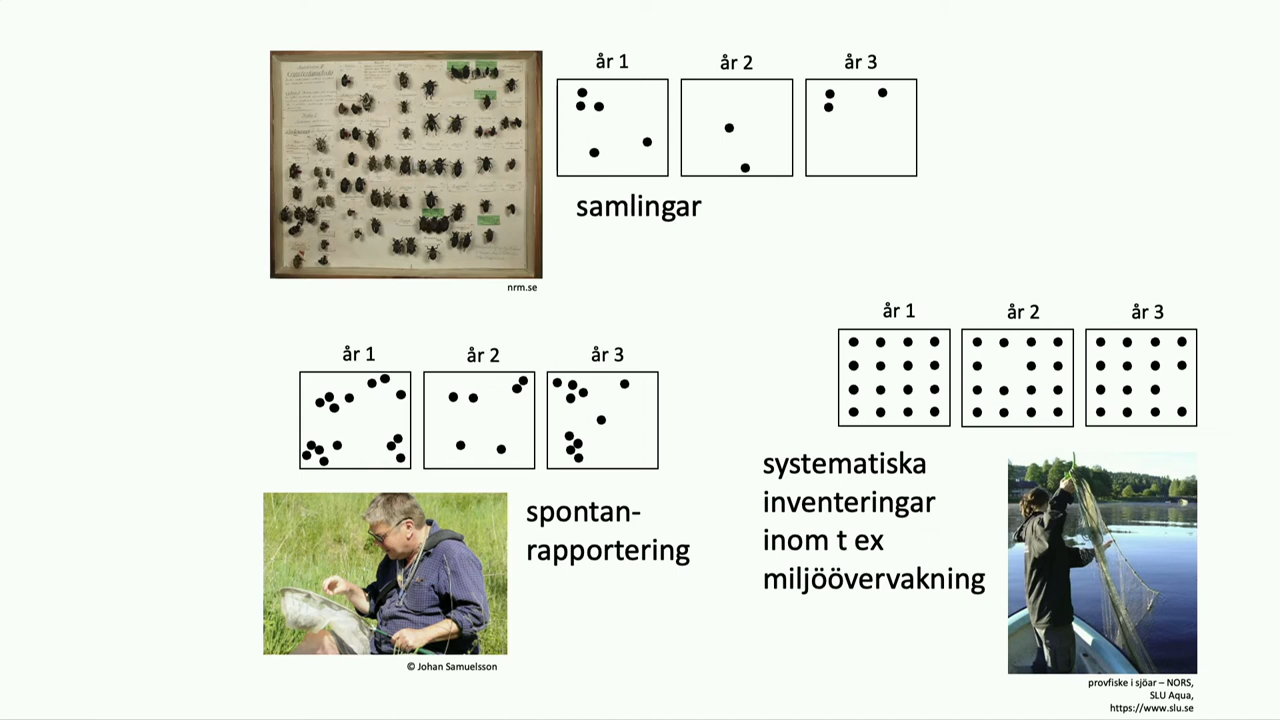 år 1
år 2
år 3
samlingar
nrm.se
år 1
år 2
år 3
spontan-
rapportering
© Johan Samuelsson
år 1
år 2
år 3
systematiska
inventeringar
inom t ex
miljöövervakning
provfiske i sjöar – NORS,
SLU Aqua,
https://www.slu.se